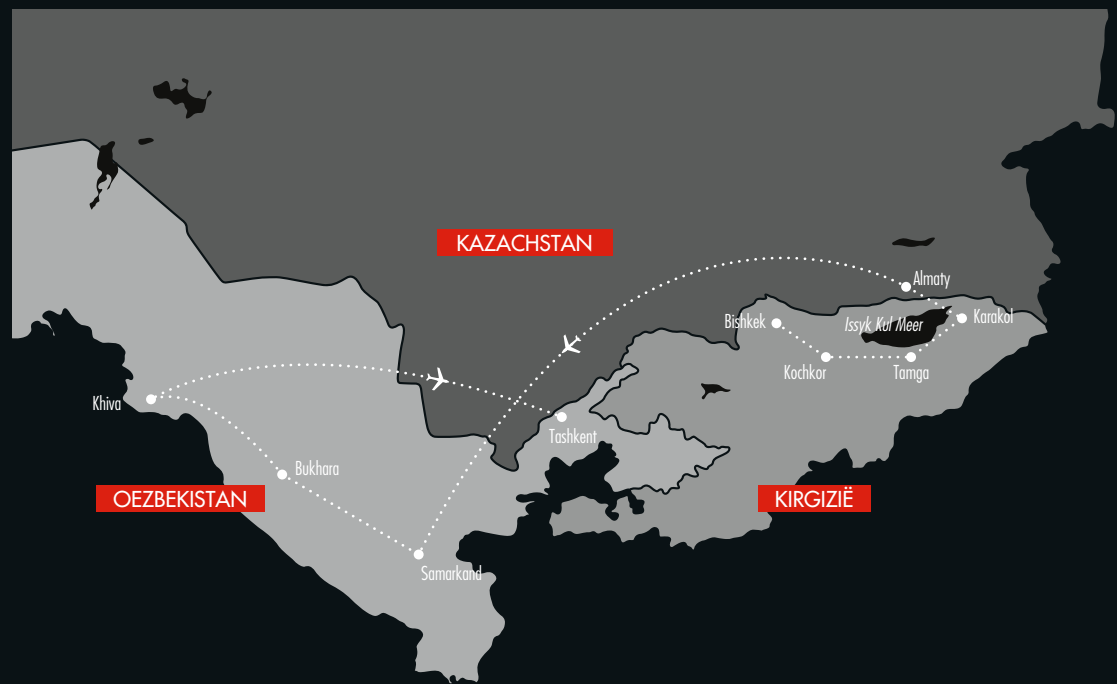 KAZACHSTAN
Almaty
Bishkek
Issyk Kul Meer
Karakol
Kochkor
Tamga
Khiva
Tashkent
Bukhara
OEZBEKISTAN
KIRGIZIË
Samarkand